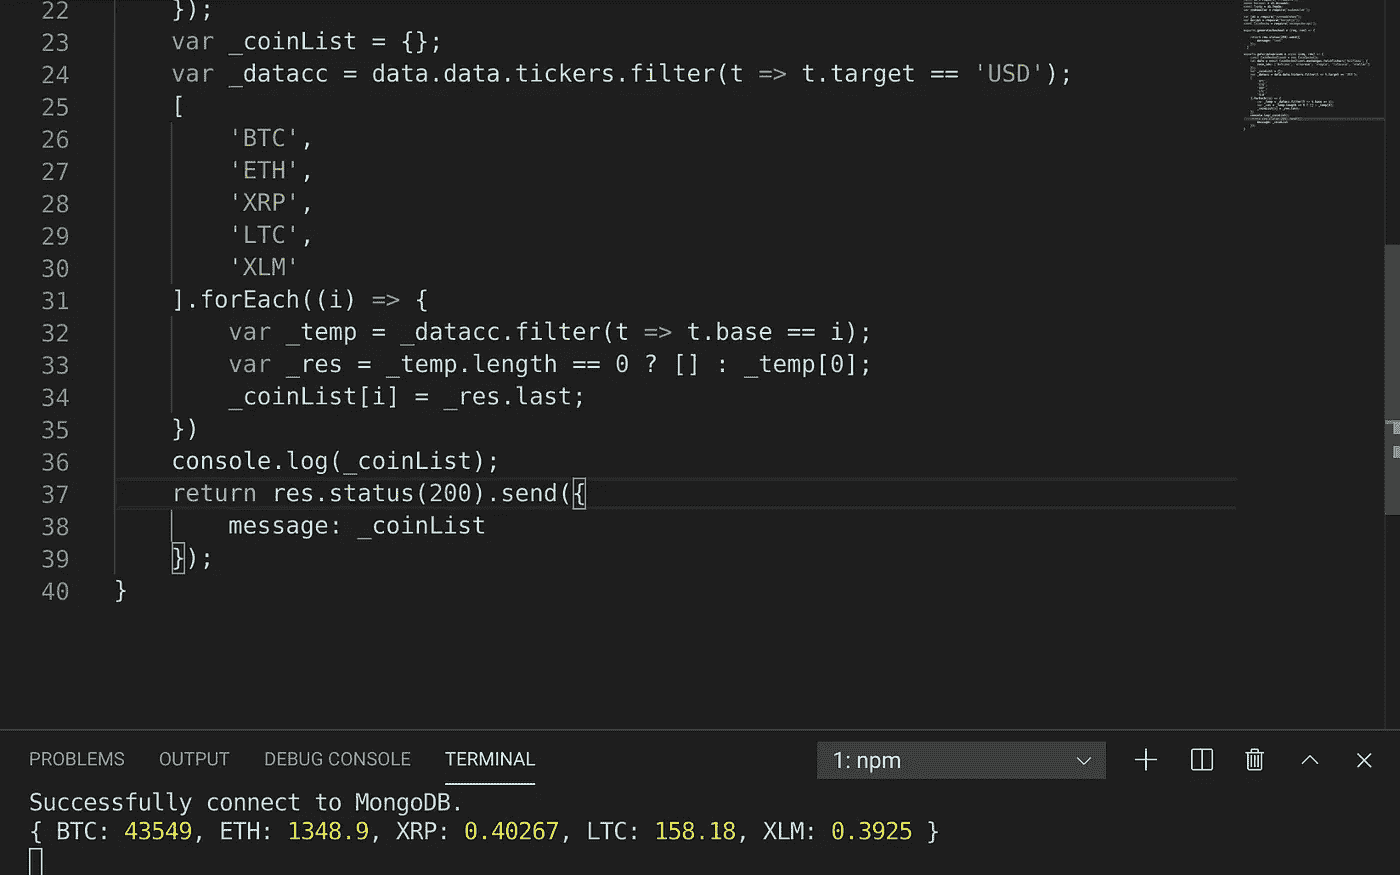 22 });
23 var _coinList = {};
24 var _datacc = data.data.tickers.filter(t => t.target == 'USD');
25 [
26 'BTC',
27 'ETH',
28 'XRP',
29 'LTC',
30 'XLM'
31 ].forEach((i) => {
32 var _temp = _datacc.filter(t => t.base == i);
33 var _res = _temp.length == 0 ? [] : _temp[0];
34 _coinList[i] = _res.last;
35 })
36 console.log(_coinList);
37 return res.status(200).send({
38 message: _coinList
39 });
40 }
PROBLEMS OUTPUT DEBUG CONSOLE TERMINAL 1: npm
Successfully connect to MongoDB.
{ BTC: 43549, ETH: 1348.9, XRP: 0.40267, LTC: 158.18, XLM: 0.3925 }